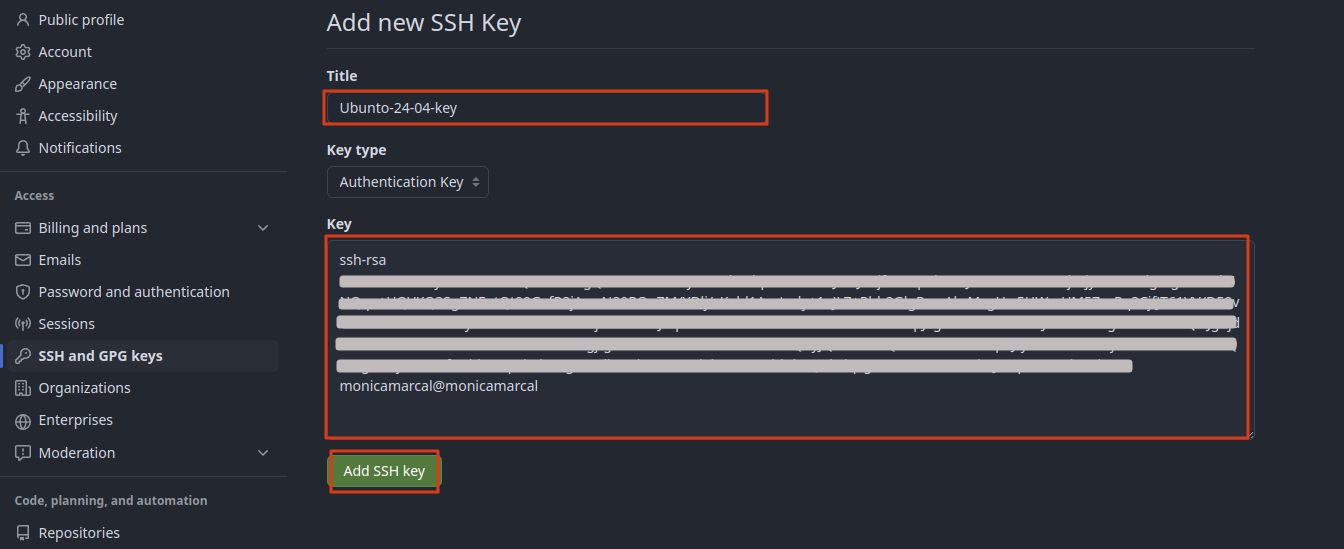 Public profile
Account
Appearance
Accessibility
Notifications
Access
Billing and plans
Emails
Password and authentication
Sessions
SSH and GPG keys
Organizations
Enterprises
Moderation
Code, planning, and automation
Repositories
Add new SSH Key
Title
Ubunto-24-04-key
Key type
Authentication Key
Key
ssh-rsa
monicamarcal@monicamarcal
Add SSH key